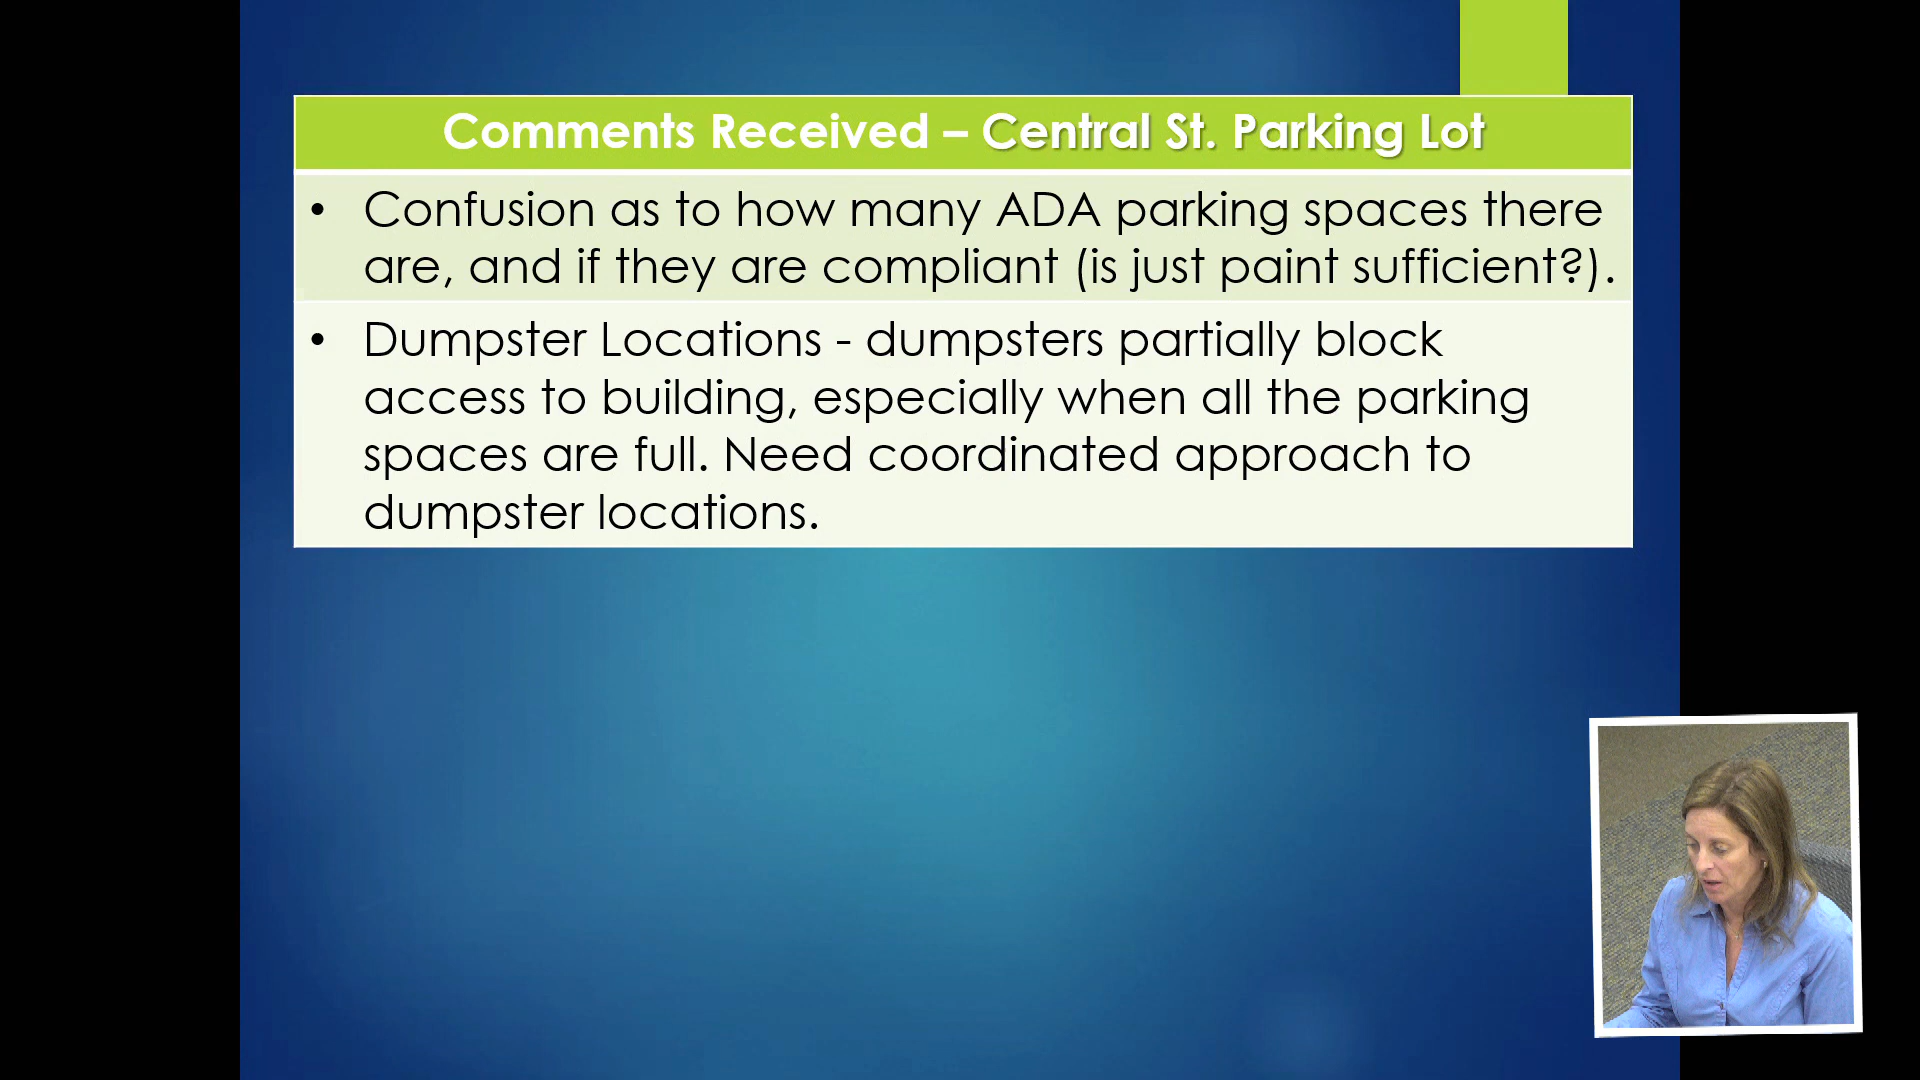 Comments Received – Central St. Parking Lot
• Confusion as to how many ADA parking spaces there
are, and if they are compliant (is just paint sufficient?).
• Dumpster Locations - dumpsters partially block
access to building, especially when all the parking
spaces are full. Need coordinated approach to
dumpster locations.